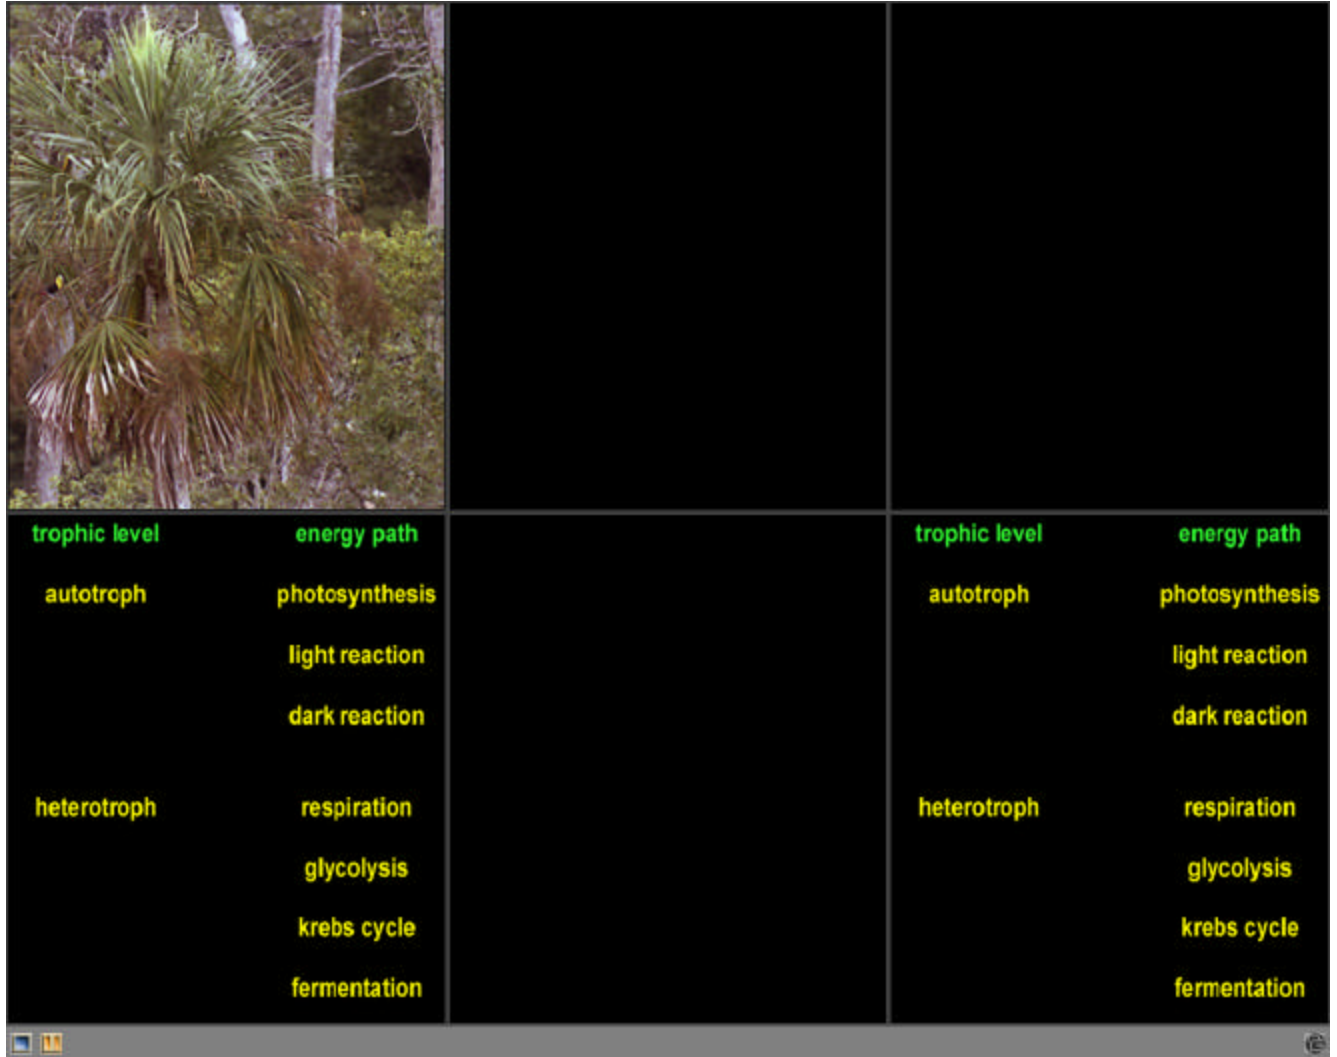 trophic level energy path
autotroph photosynthesis
light reaction
dark reaction
heterotroph respiration
glycolysis
krebs cycle
fermentation
trophic level energy path
autotroph photosynthesis
light reaction
dark reaction
heterotroph respiration
glycolysis
krebs cycle
fermentation